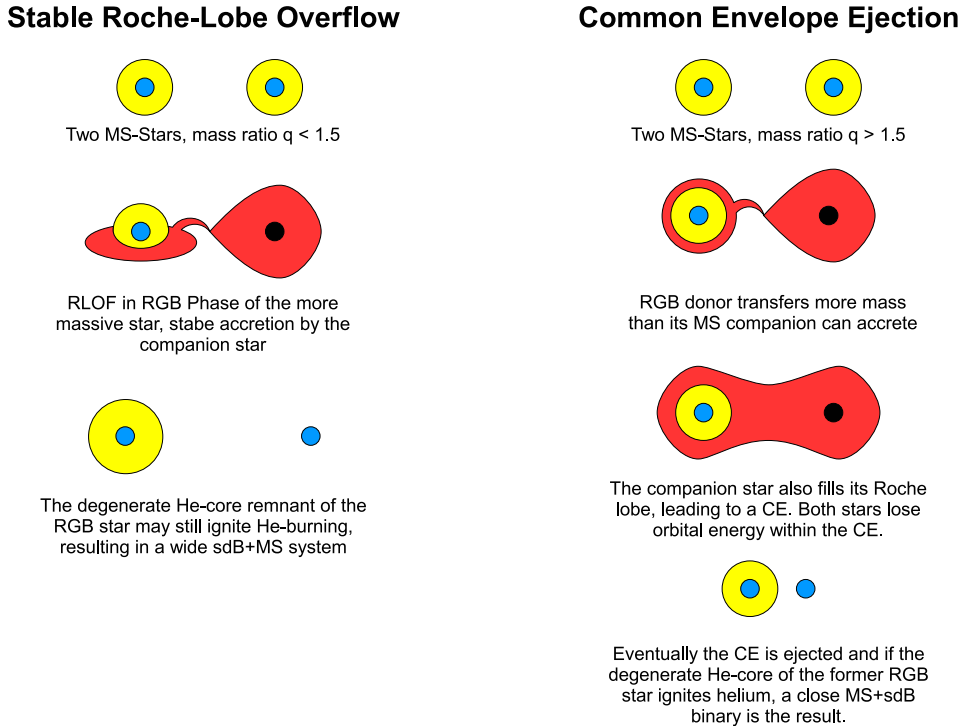 Stable Roche-Lobe Overflow
Two MS-Stars, mass ratio q < 1.5
RLOF in RGB Phase of the more
massive star, stabe accretion by the
companion star
The degenerate He-core remnant of the
RGB star may still ignite He-burning,
resulting in a wide sdB+MS system
Common Envelope Ejection
Two MS-Stars, mass ratio q > 1.5
RGB donor transfers more mass
than its MS companion can accrete
The companion star also fills its Roche
lobe, leading to a CE. Both stars lose
orbital energy within the CE.
Eventually the CE is ejected and if the
degenerate He-core of the former RGB
star ignites helium, a close MS+sdB
binary is the result.